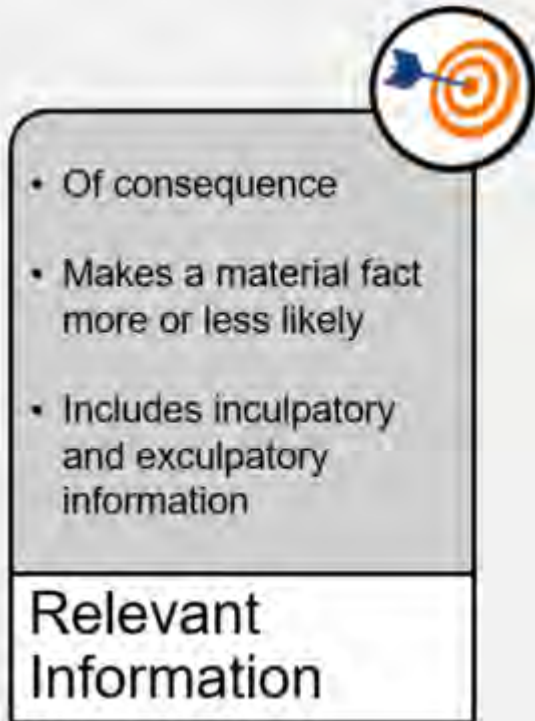 • Of consequence
• Makes a material fact
more or less likely
• Includes inculpatory
and exculpatory
information
Relevant
Information